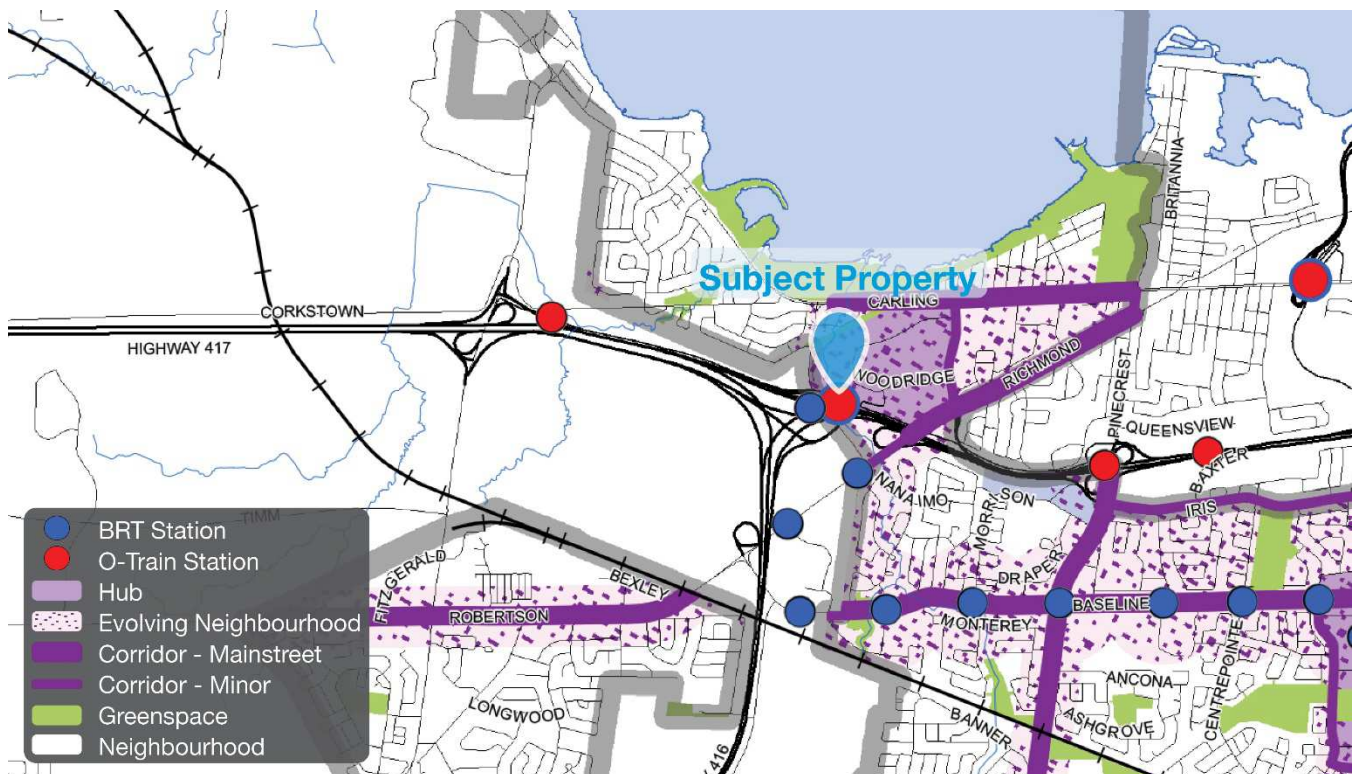 BRITANNIA
Subject Property
CARLING
CORKSTOWN
HIGHWAY 417
WOODRIDGE
RICHMOND
PINECREST
QUEENSVIEW
BAXTER
NANAIMO
MORRISON
IRIS
TIMM
FITZGERALD
BEXLEY
DRAPER
ROBERTSON
BASELINE
MONTEREY
CENTREPOINTE
ANCONA
LONGWOOD
BANNER
ASHGROVE
416
BRT Station
O-Train Station
Hub
Evolving Neighbourhood
Corridor - Mainstreet
Corridor - Minor
Greenspace
Neighbourhood